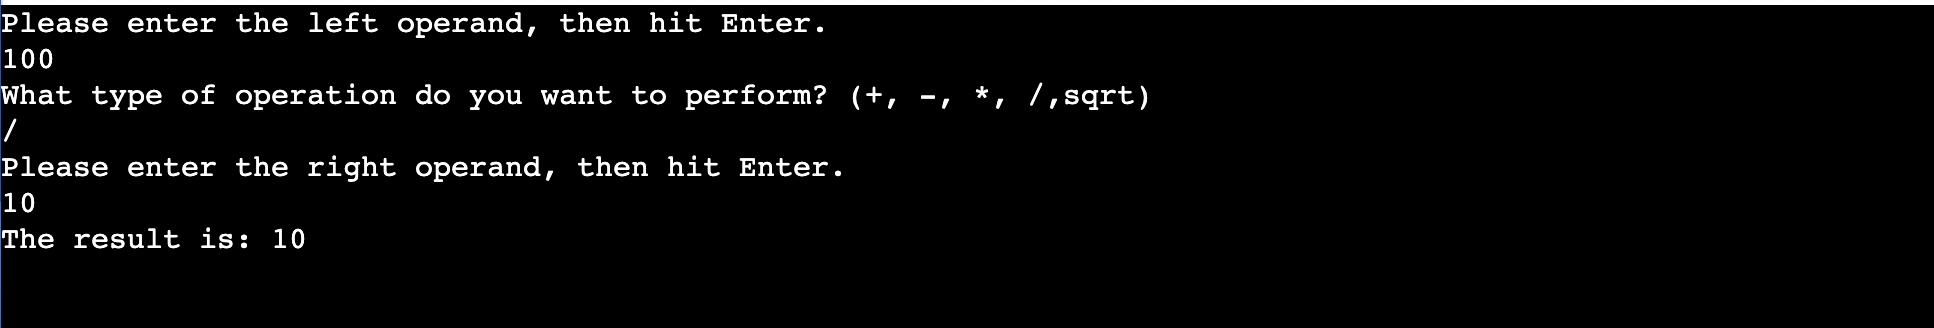 Please enter the left operand, then hit Enter.
100
What type of operation do you want to perform? (+, -, *, /,sqrt)
/
Please enter the right operand, then hit Enter.
10
The result is: 10